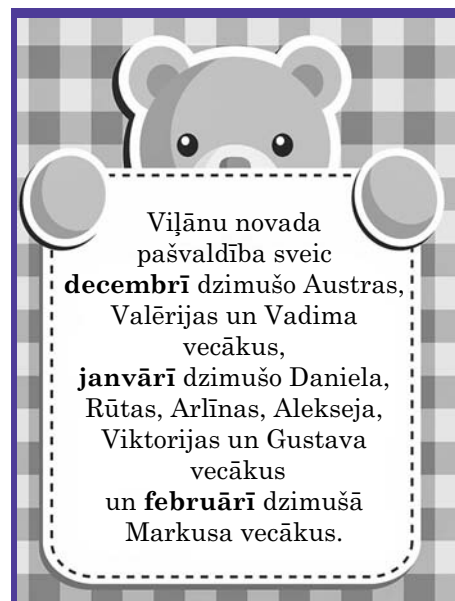 Viļānu novada
pašvaldība sveic
decembrī dzimušo Austras,
Valērijas un Vadima
vecākus,
janvārī dzimušo Daniela,
Rūtas, Arlīnas, Alekseja,
Viktorijas un Gustava
vecākus
un februārī dzimušā
Markusa vecākus.